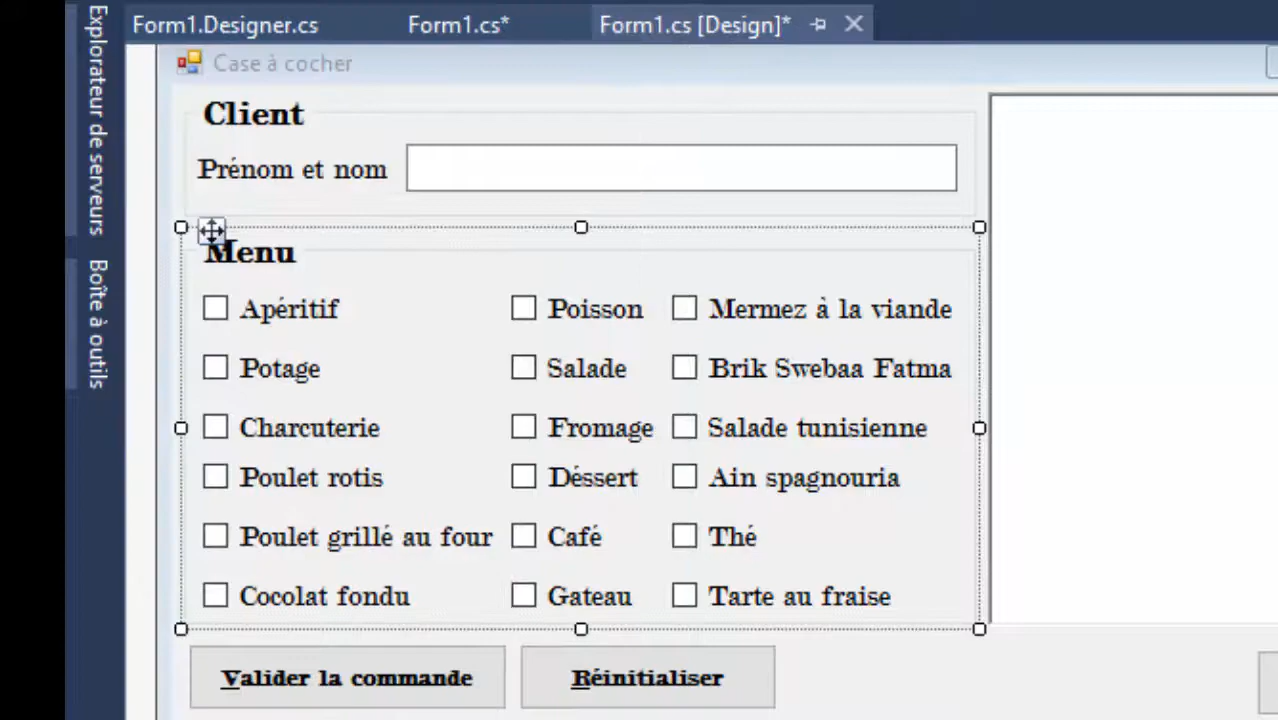 Form1.Designer.cs Form1.cs* Form1.cs [Design]*
Explorateur de serveurs
Boîte à outils
Case à cocher
Client
Prénom et nom
Menu
Apéritif Poisson Mermez à la viande
Potage Salade Brik Swebaa Fatma
Charcuterie Fromage Salade tunisienne
Poulet rotis Déssert Ain spagnouria
Poulet grillé au four Café Thé
Cocolat fondu Gateau Tarte au fraise
Valider la commande Réinitialiser